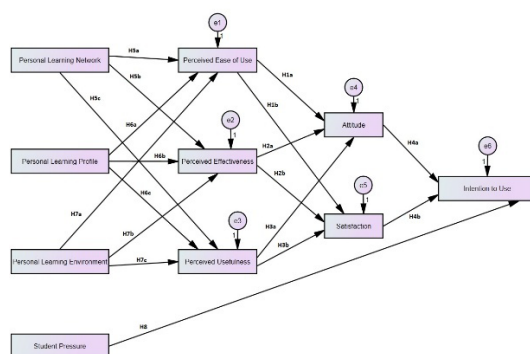 e1
1
Personal Learning Network
H5a
Perceived Ease of Use
H1a
H5b
H1b
H5c
e4
1
e2
1
H6a
H2a
Attitude
H4a
e6
1
Personal Learning Profile
H6b
Perceived Effectiveness
H2b
H6c
e5
1
Intention to Use
H7a
e3
1
H3a
Satisfaction
H4b
H7b
H3b
Personal Learning Environment
H7c
Perceived Usefulness
H8
Student Pressure